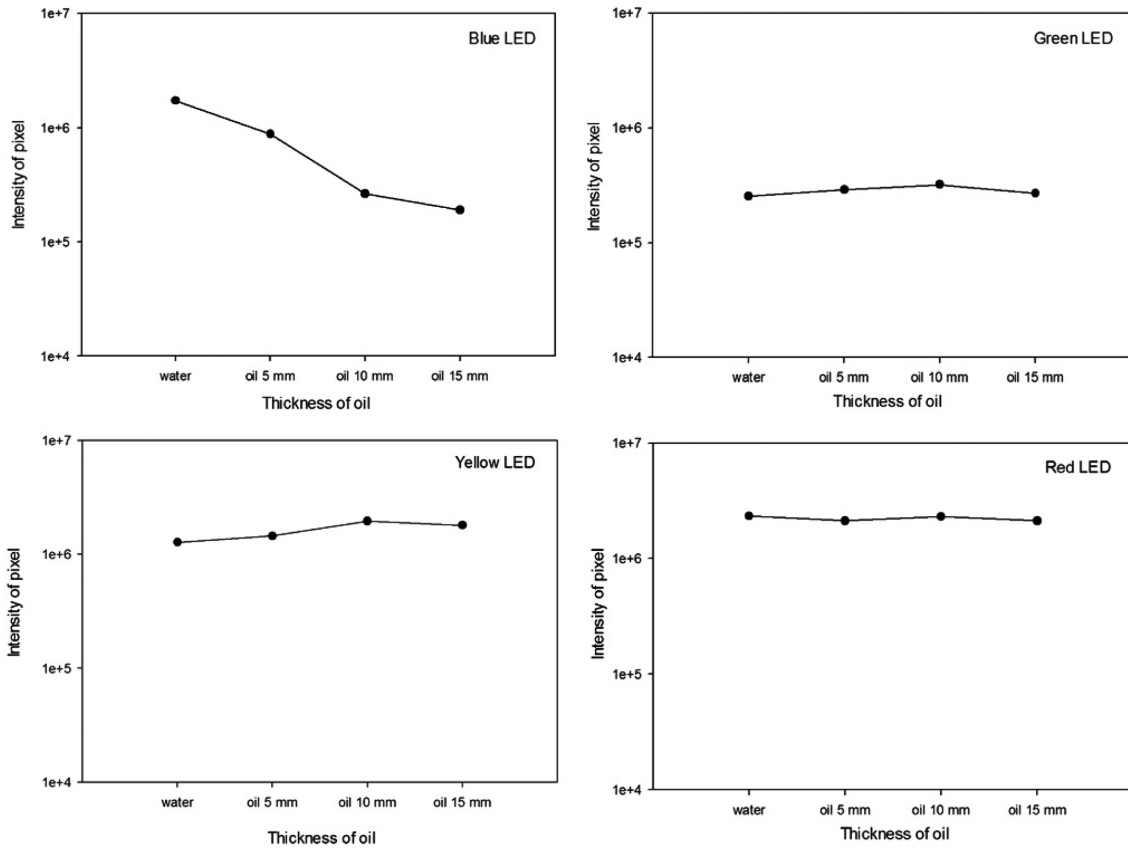 Blue LED
1e+7
1e+6
1e+5
1e+4
Intensity of pixel
water
oil 5 mm
oil 10 mm
oil 15 mm
Thickness of oil
Green LED
1e+7
1e+6
1e+5
1e+4
Intensity of pixel
water
oil 5 mm
oil 10 mm
oil 15 mm
Thickness of oil
Yellow LED
1e+7
1e+6
1e+5
1e+4
Intensity of pixel
water
oil 5 mm
oil 10 mm
oil 15 mm
Thickness of oil
Red LED
1e+7
1e+6
1e+5
1e+4
Intensity of pixel
water
oil 5 mm
oil 10 mm
oil 15 mm
Thickness of oil